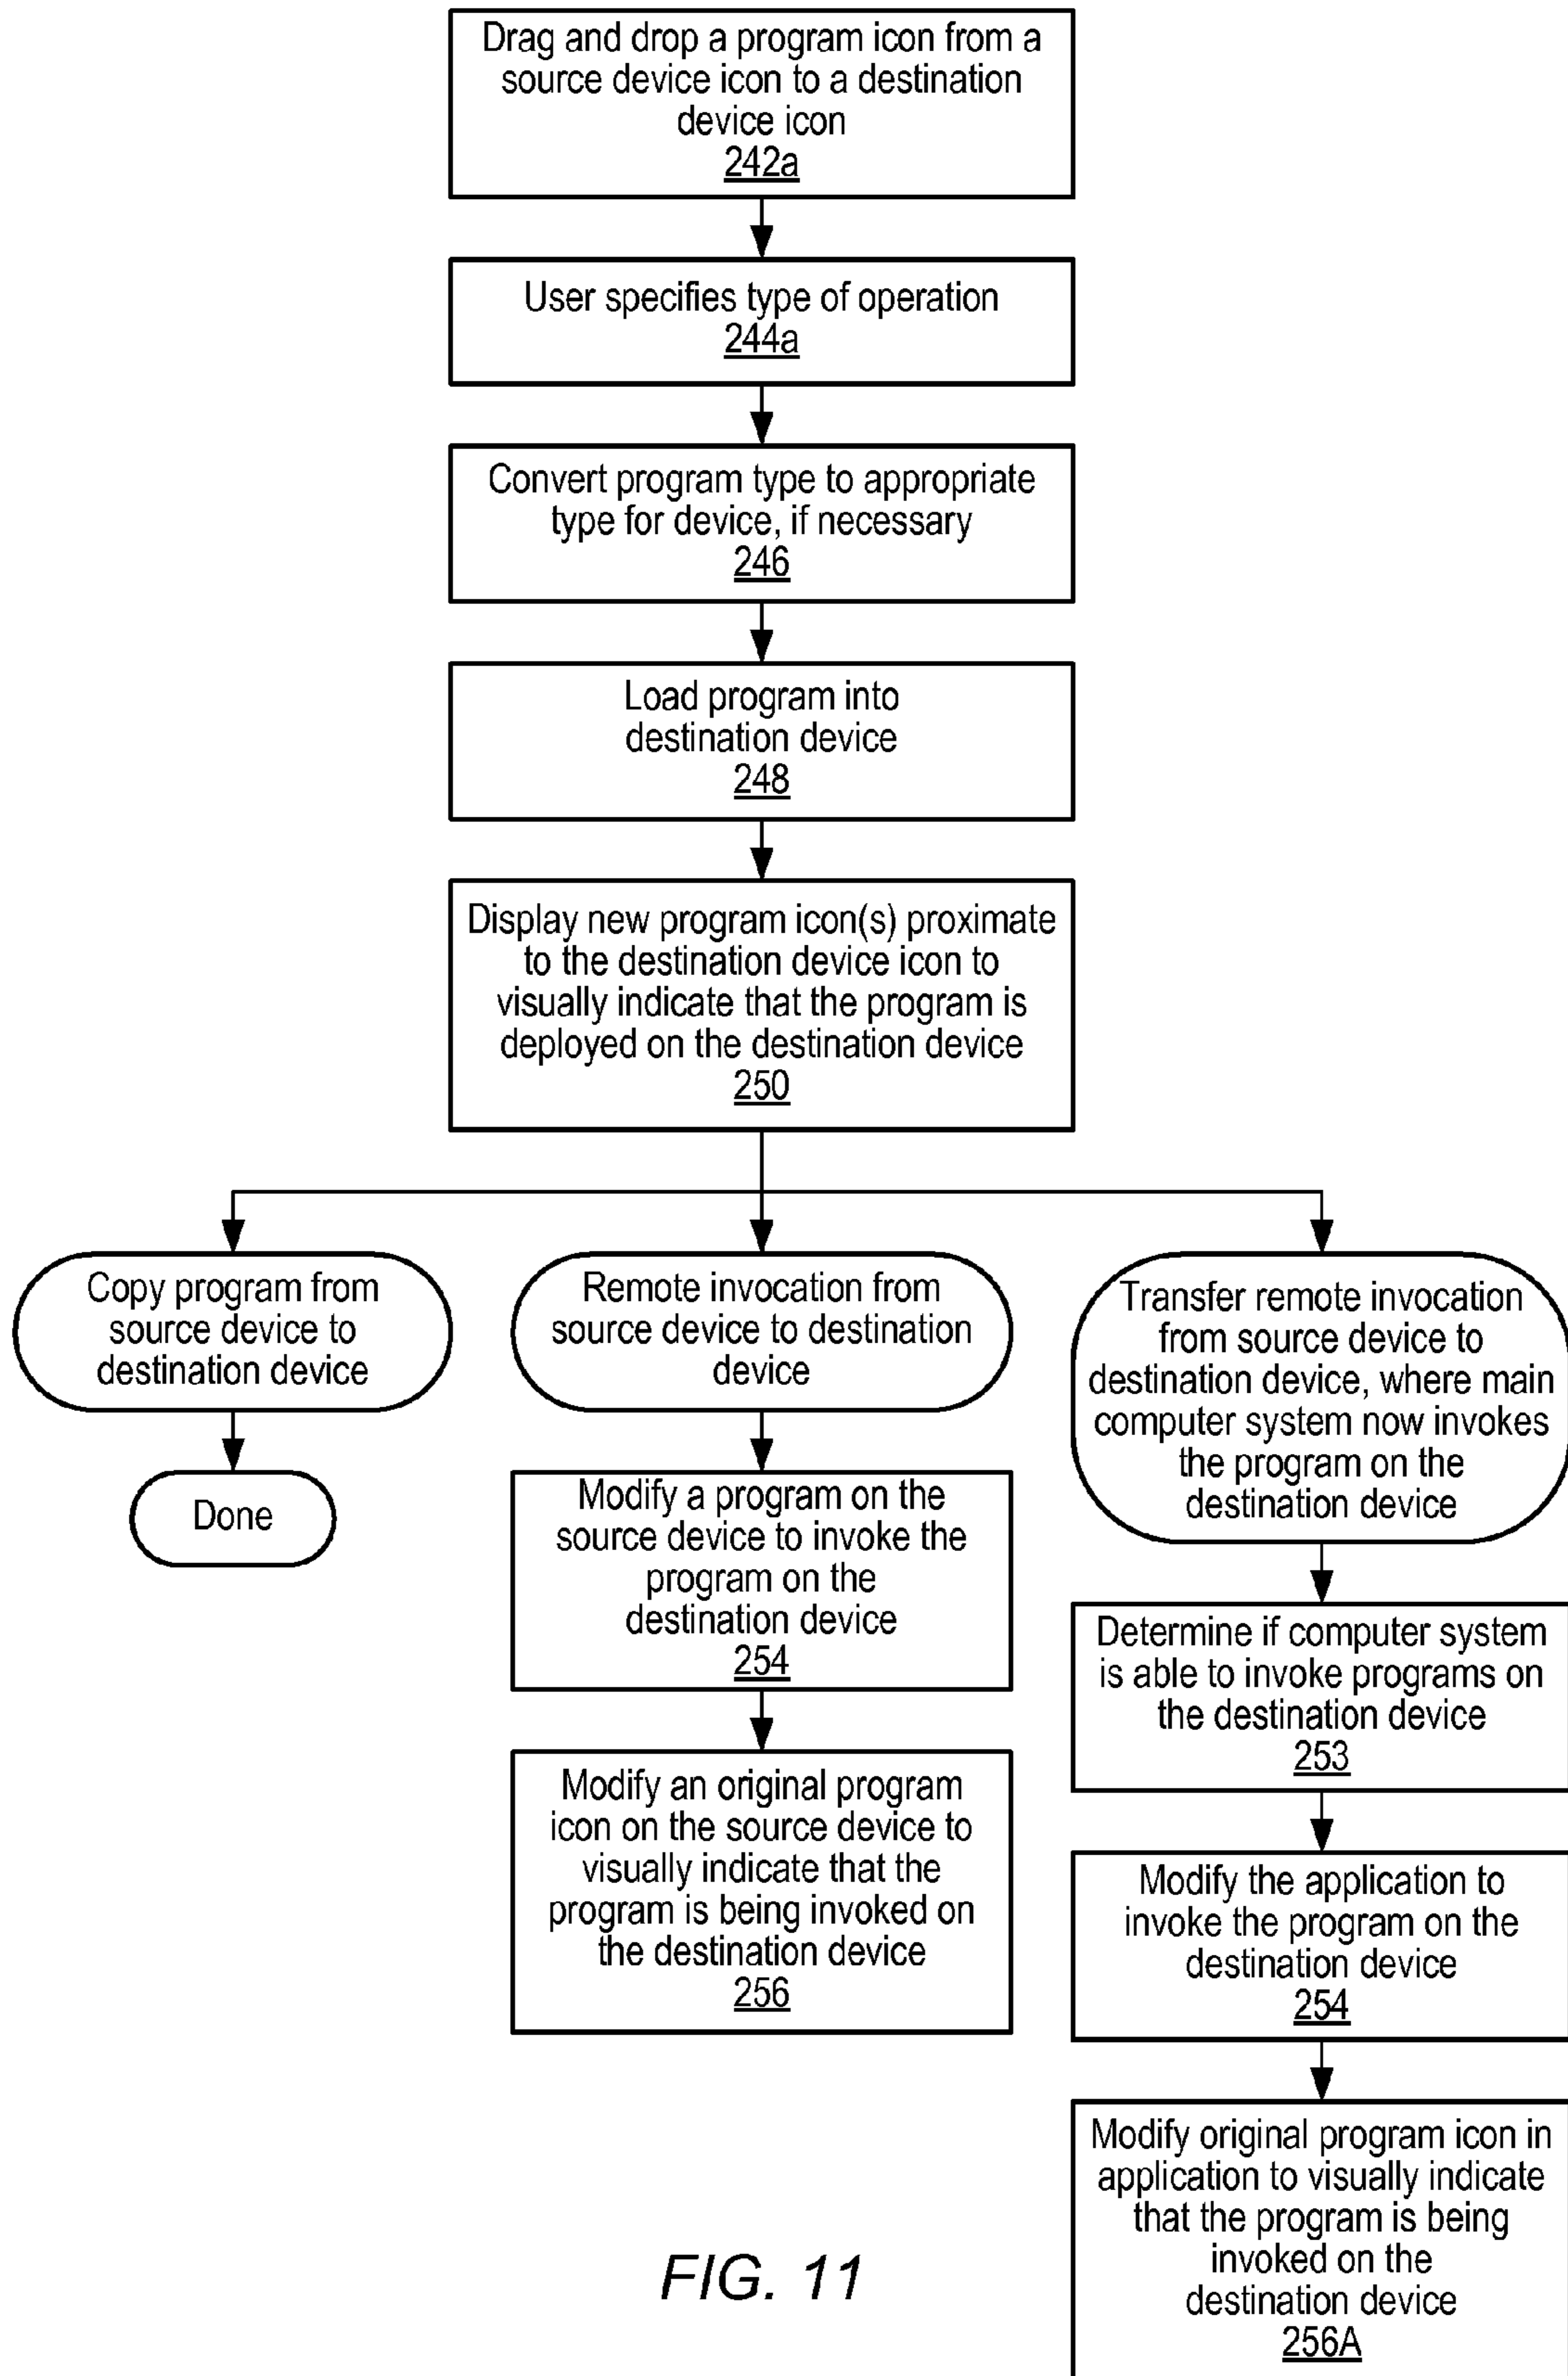 Drag and drop a program icon from a
source device icon to a destination
device icon
242a
User specifies type of operation
244a
Convert program type to appropriate
type for device, if necessary
246
Load program into
destination device
248
Display new program icon(s) proximate
to the destination device icon to
visually indicate that the program is
deployed on the destination device
250
Copy program from
source device to
destination device
Done
Remote invocation from
source device to destination
device
Modify a program on the
source device to invoke the
program on the
destination device
254
Modify an original program
icon on the source device to
visually indicate that the
program is being invoked on
the destination device
256
Transfer remote invocation
from source device to
destination device, where main
computer system now invokes
the program on the
destination device
Determine if computer system
is able to invoke programs on
the destination device
253
Modify the application to
invoke the program on the
destination device
254
Modify original program icon in
application to visually indicate
that the program is being
invoked on the
destination device
256A
FIG. 11